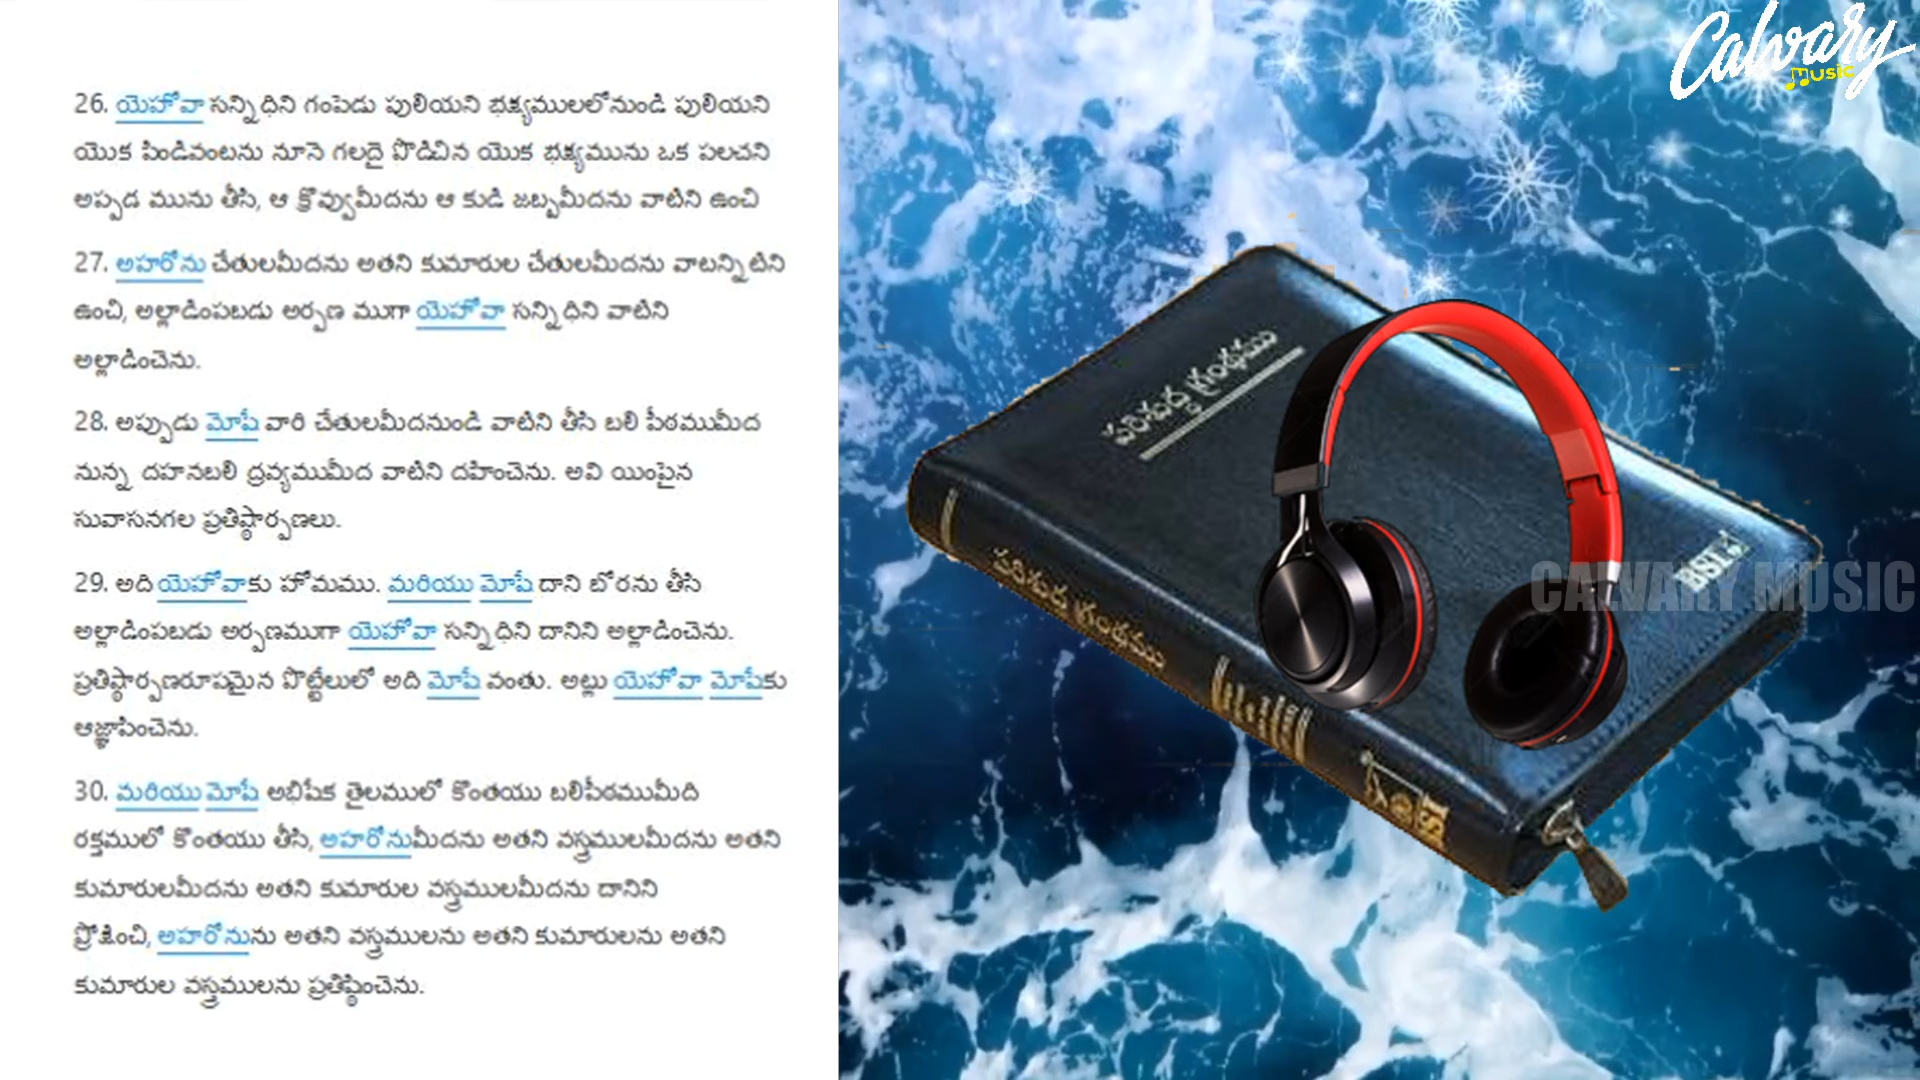 26. యెహోవా సన్నిధిని గంపెడు పులియని భక్ష్యములలోనుండి పులియని
యొక పిండివంటను నూనె గలదై పొడిచిన యొక భక్ష్యమును ఒక పలచని
అప్పడ మును తీసి, ఆ క్రొవ్వుమీదను ఆ కుడి జబ్బమీదను వాటిని ఉంచి
27. అహరోను చేతులమీదను అతని కుమారుల చేతులమీదను వాటన్నిటిని
ఉంచి, అల్లాడింపబడు అర్పణ ముగా యెహోవా సన్నిధిని వాటిని
అల్లాడించెను.
28. అప్పుడు మోషే వారి చేతులమీదనుండి వాటిని తీసి బలి పీఠముమీద
నున్న దహనబలి ద్రవ్యముమీద వాటిని దహించెను. అవి యింపైన
సువాసనగల ప్రతిష్ఠార్పణలు.
29. అది యెహోవాకు హోమము. మరియు మోషే దాని బోరను తీసి
అల్లాడింపబడు అర్పణముగా యెహోవా సన్నిధిని దానిని అల్లాడించెను.
ప్రతిష్ఠార్పణరూపమైన పొట్టేలులో అది మోషే వంతు. అట్లు యెహోవా మోషేకు
ఆజ్ఞాపించెను.
30. మరియు మోషే అభిషేక తైలములో కొంతయు బలిపీఠముమీది
రక్తములో కొంతయు తీసి, అహరోనుమీదను అతని వస్త్రములమీదను అతని
కుమారులమీదను అతని కుమారుల వస్త్రములమీదను దానిని
ప్రోక్షించి, అహరోనును అతని వస్త్రములను అతని కుమారులను అతని
కుమారుల వస్త్రములను ప్రతిష్ఠించెను.
Calvary
music
పరిశుద్ధ గ్రంథము
పరిశుద్ధ గ్రంథము
BSI
CALVARY MUSIC